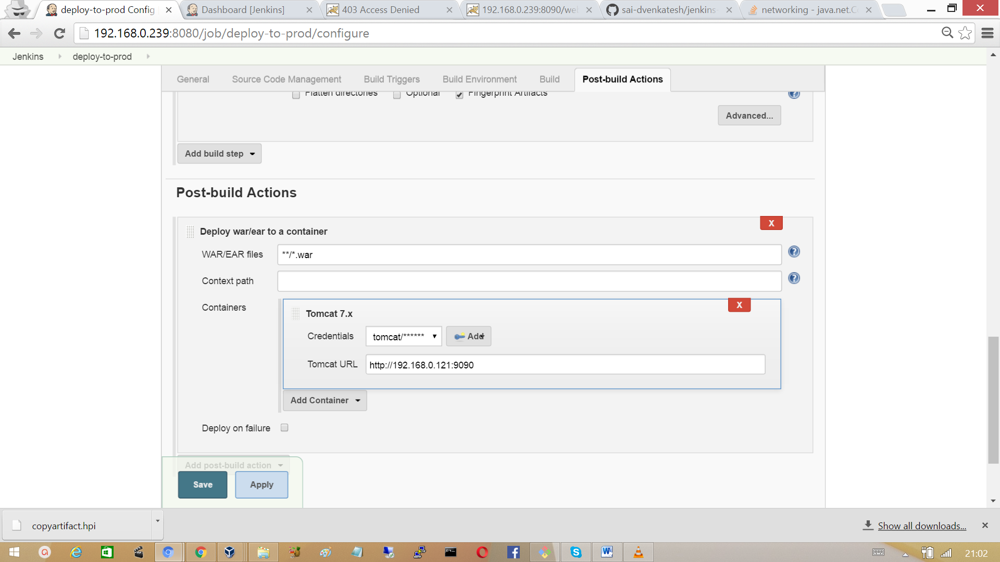 deploy-to-prod Config
Dashboard [Jenkins]
403 Access Denied
192.168.0.239:8090/we
sai-dvenkatesh/jenkins-
networking - java.net.C
192.168.0.239:8080/job/deploy-to-prod/configure
Jenkins
deploy-to-prod
General
Source Code Management
Build Triggers
Build Environment
Build
Post-build Actions
Flatten directories
Optional
Fingerprint Artifacts
Advanced...
Add build step
Post-build Actions
X
Deploy war/ear to a container
WAR/EAR files
**/*.war
Context path
Containers
X
Tomcat 7.x
Credentials
tomcat/******
Add
Tomcat URL
http://192.168.0.121:9090
Add Container
Deploy on failure
Add post-build action
Save
Apply
copyartifact.hpi
Show all downloads...
21:02